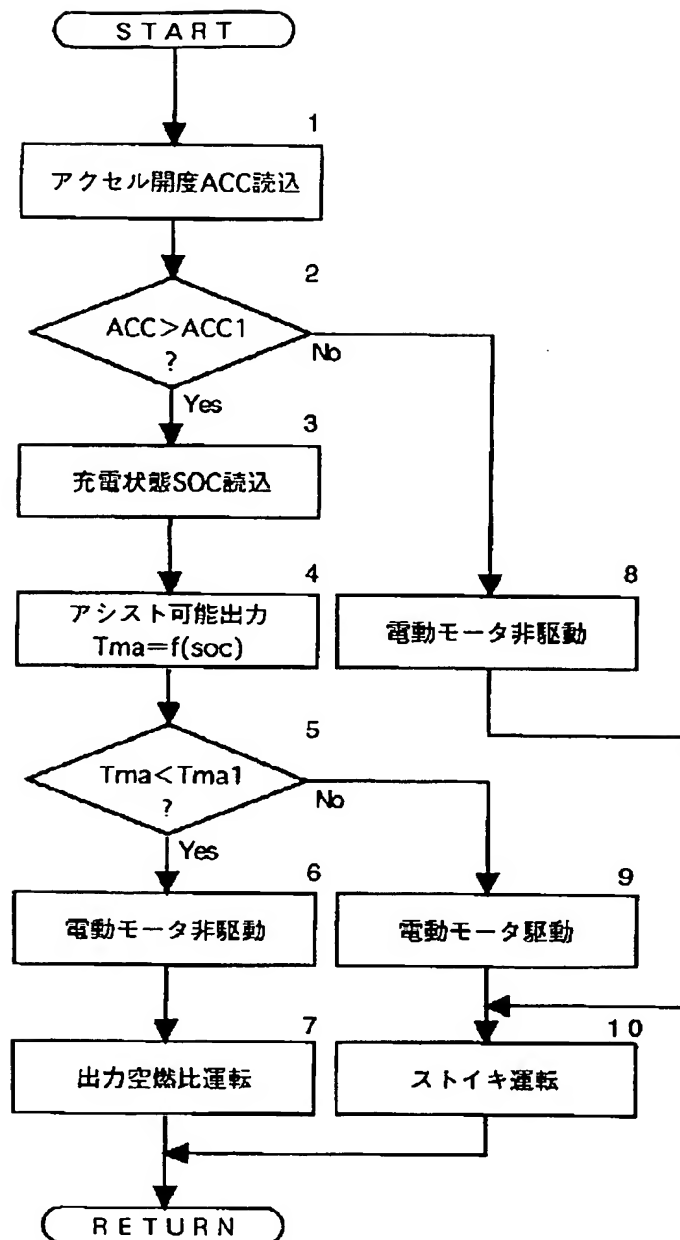 START
1
アクセル開度ACC読込
2
ACC>ACC1
?
No
Yes
3
充電状態SOC読込
4
アシスト可能出力
Tma=f(soc)
8
電動モータ非駆動
5
Tma<Tma1
?
No
Yes
6
電動モータ非駆動
9
電動モータ駆動
7
出力空燃比運転
10
ストイキ運転
RETURN